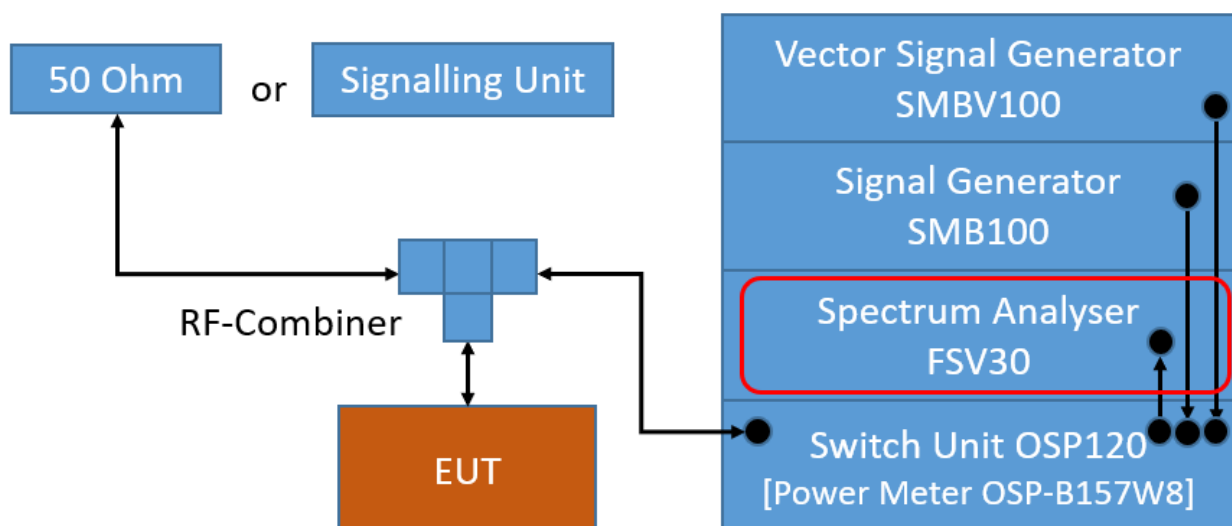 50 Ohm
or
Signalling Unit
RF-Combiner
EUT
Vector Signal Generator
SMBV100
Signal Generator
SMB100
Spectrum Analyser
FSV30
Switch Unit OSP120
[Power Meter OSP-B157W8]